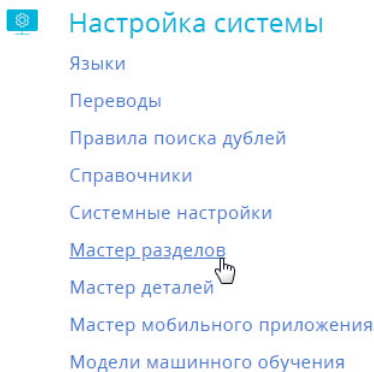 Настройка системы
Языки
Переводы
Правила поиска дублей
Справочники
Системные настройки
Мастер разделов
Мастер деталей
Мастер мобильного приложения
Модели машинного обучения